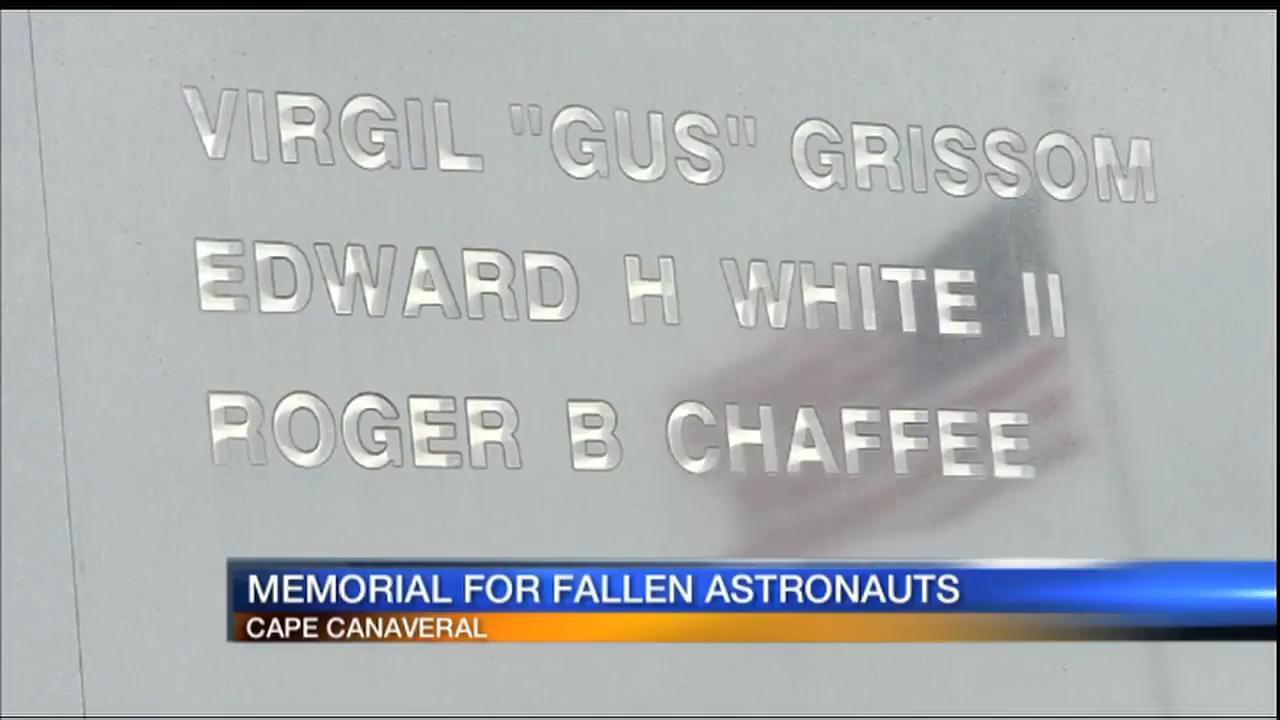 VIRGIL "GUS" GRISSOM
EDWARD H WHITE II
ROGER B CHAFFEE
MEMORIAL FOR FALLEN ASTRONAUTS
CAPE CANAVERAL